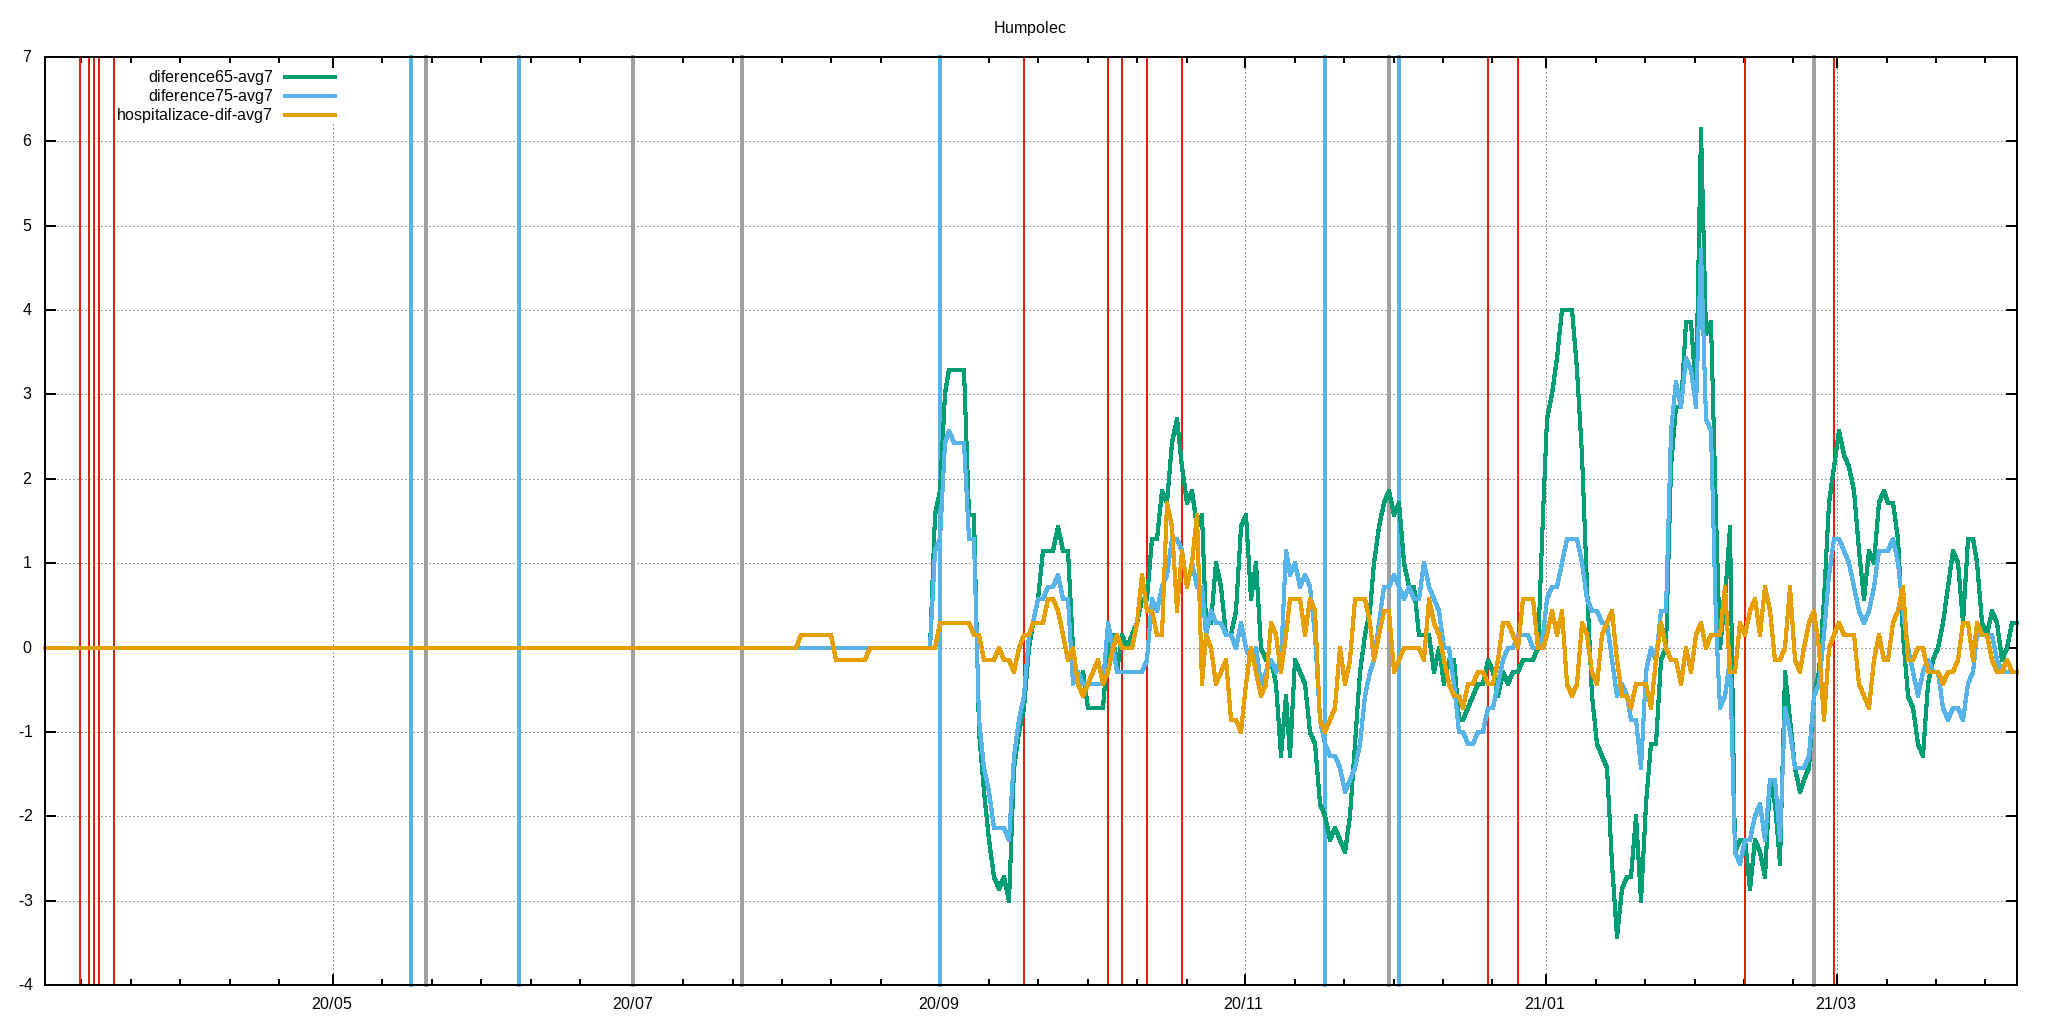 Humpolec
7
diference65-avg7
diference75-avg7
hospitalizace-dif-avg7
6
5
4
3
2
1
0
-1
-2
-3
-4
20/05 20/07 20/09 20/11 21/01 21/03